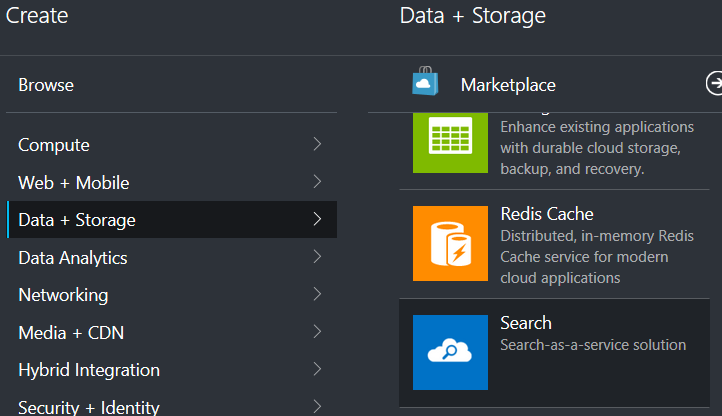 Create
Browse
Compute
Web + Mobile
Data + Storage
Data Analytics
Networking
Media + CDN
Hybrid Integration
Security + Identity
Data + Storage
Marketplace
Enhance existing applications
with durable cloud storage,
backup, and recovery.
Redis Cache
Distributed, in-memory Redis
Cache service for modern
cloud applications
Search
Search-as-a-service solution